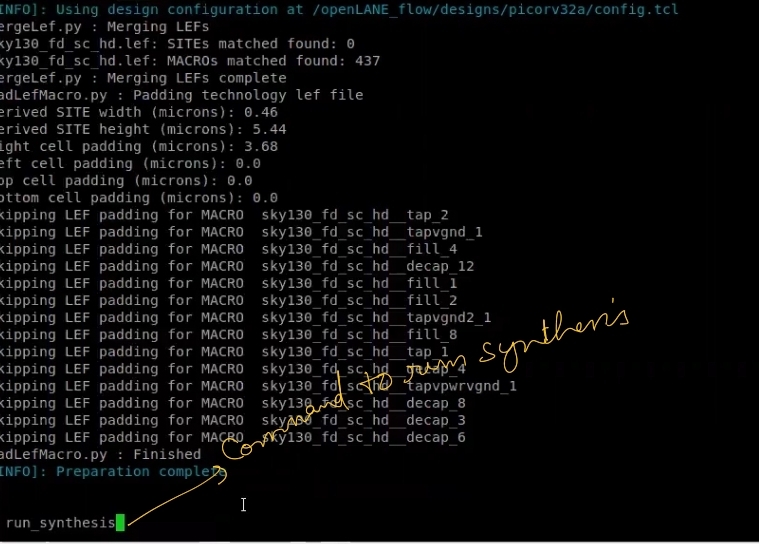 INFO]: Using design configuration at /openLANE_flow/designs/picorv32a/config.tcl
ergeLef.py : Merging LEFs
ky130_fd_sc_hd.lef: SITEs matched found: 0
ky130_fd_sc_hd.lef: MACROs matched found: 437
ergeLef.py : Merging LEFs complete
adLefMacro.py : Padding technology lef file
erived SITE width (microns): 0.46
erived SITE height (microns): 5.44
ight cell padding (microns): 3.68
eft cell padding (microns): 0.0
op cell padding (microns): 0.0
ottom cell padding (microns): 0.0
kipping LEF padding for MACRO  sky130_fd_sc_hd__tap_2
kipping LEF padding for MACRO  sky130_fd_sc_hd__tapvgnd_1
kipping LEF padding for MACRO  sky130_fd_sc_hd__fill_4
kipping LEF padding for MACRO  sky130_fd_sc_hd__decap_12
kipping LEF padding for MACRO  sky130_fd_sc_hd__fill_1
kipping LEF padding for MACRO  sky130_fd_sc_hd__fill_2
kipping LEF padding for MACRO  sky130_fd_sc_hd__tapvgnd2_1
kipping LEF padding for MACRO  sky130_fd_sc_hd__fill_8
kipping LEF padding for MACRO  sky130_fd_sc_hd__tap_1
kipping LEF padding for MACRO  sky130_fd_sc_hd__decap_4
kipping LEF padding for MACRO  sky130_fd_sc_hd__tapvpwrvgnd_1
kipping LEF padding for MACRO  sky130_fd_sc_hd__decap_8
kipping LEF padding for MACRO  sky130_fd_sc_hd__decap_3
kipping LEF padding for MACRO  sky130_fd_sc_hd__decap_6
adLefMacro.py : Finished
INFO]: Preparation complete
Command to run synthesis
run_synthesis